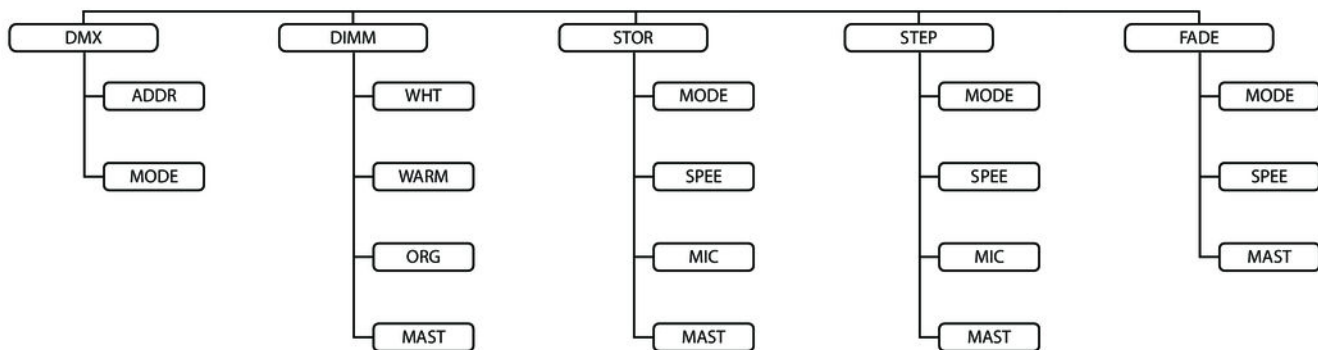 DMX
DIMM
STOR
STEP
FADE
ADDR
WHT
MODE
MODE
MODE
MODE
WARM
SPEE
SPEE
SPEE
ORG
MIC
MIC
MAST
MAST
MAST
MAST